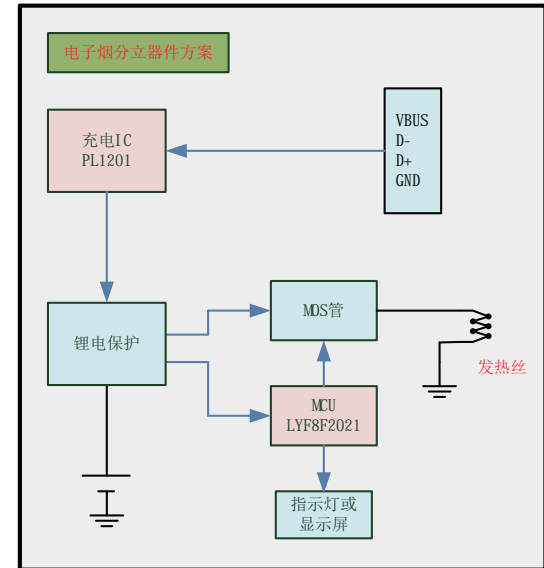 电子烟分立器件方案
充电IC
PL1201
VBUS
D-
D+
GND
锂电保护
MOS管
发热丝
MCU
LYF8F2021
指示灯或
显示屏